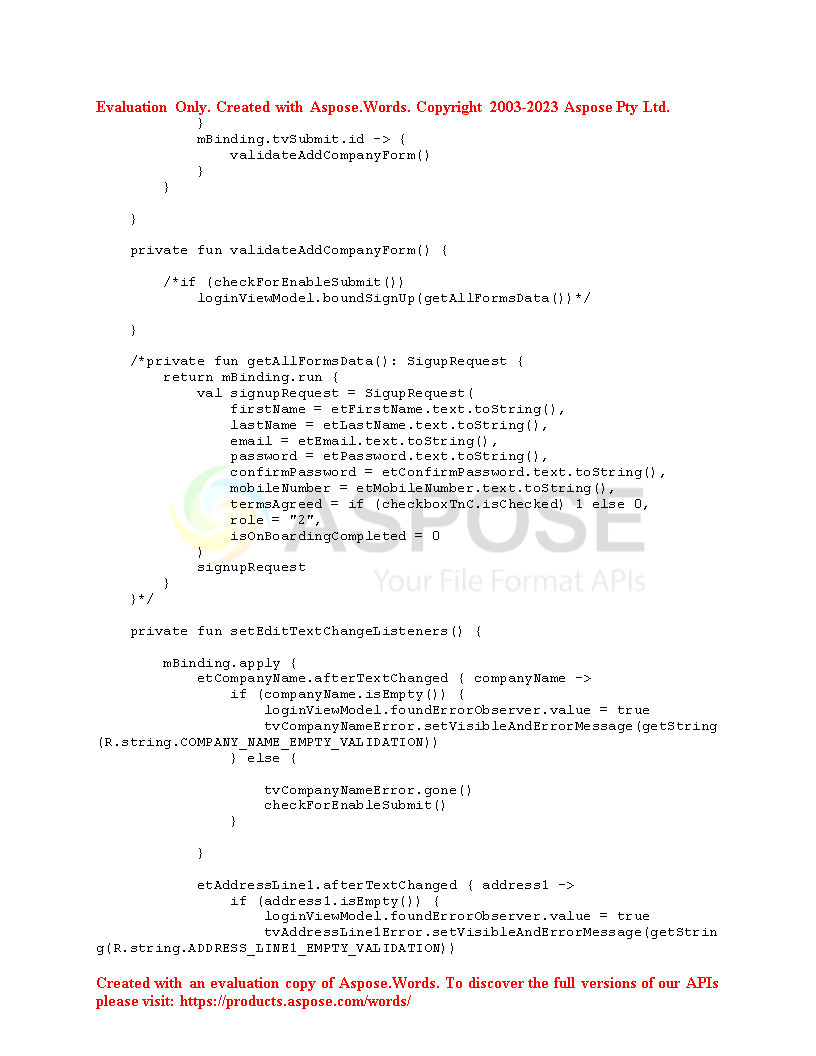 Evaluation Only. Created with Aspose.Words. Copyright 2003-2023 Aspose Pty Ltd.
            }
            mBinding.tvSubmit.id -> {
                validateAddCompanyForm()
            }
        }

    }

    private fun validateAddCompanyForm() {

        /*if (checkForEnableSubmit())
            loginViewModel.boundSignUp(getAllFormsData())*/

    }

    /*private fun getAllFormsData(): SigupRequest {
        return mBinding.run {
            val signupRequest = SigupRequest(
                firstName = etFirstName.text.toString(),
                lastName = etLastName.text.toString(),
                email = etEmail.text.toString(),
                password = etPassword.text.toString(),
                confirmPassword = etConfirmPassword.text.toString(),
                mobileNumber = etMobileNumber.text.toString(),
                termsAgreed = if (checkboxTnC.isChecked) 1 else 0,
                role = "2",
                isOnBoardingCompleted = 0
            )
            signupRequest
        }
    }*/

    private fun setEditTextChangeListeners() {

        mBinding.apply {
            etCompanyName.afterTextChanged { companyName ->
                if (companyName.isEmpty()) {
                    loginViewModel.foundErrorObserver.value = true
                    tvCompanyNameError.setVisibleAndErrorMessage(getString
(R.string.COMPANY_NAME_EMPTY_VALIDATION))
                } else {

                    tvCompanyNameError.gone()
                    checkForEnableSubmit()
                }

            }

            etAddressLine1.afterTextChanged { address1 ->
                if (address1.isEmpty()) {
                    loginViewModel.foundErrorObserver.value = true
                    tvAddressLine1Error.setVisibleAndErrorMessage(getStrin
g(R.string.ADDRESS_LINE1_EMPTY_VALIDATION))
ASPOSE
Your File Format APIs
Created with an evaluation copy of Aspose.Words. To discover the full versions of our APIs
please visit: https://products.aspose.com/words/